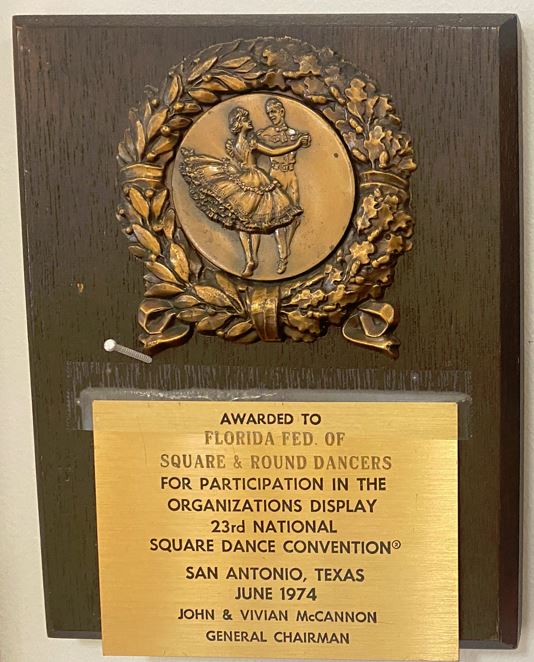 AWARDED TO
FLORIDA FED. OF
SQUARE & ROUND DANCERS
FOR PARTICIPATION IN THE
ORGANIZATIONS DISPLAY
23rd NATIONAL
SQUARE DANCE CONVENTION®
SAN ANTONIO, TEXAS
JUNE 1974
JOHN & VIVIAN McCANNON
GENERAL CHAIRMAN